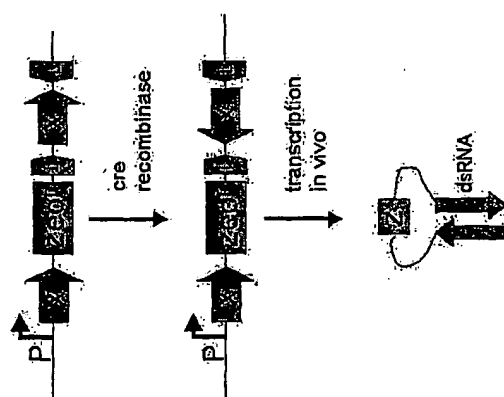 P X zeo X
cre
recombinase
P zeo
transcription
in vivo
Z
dsRNA